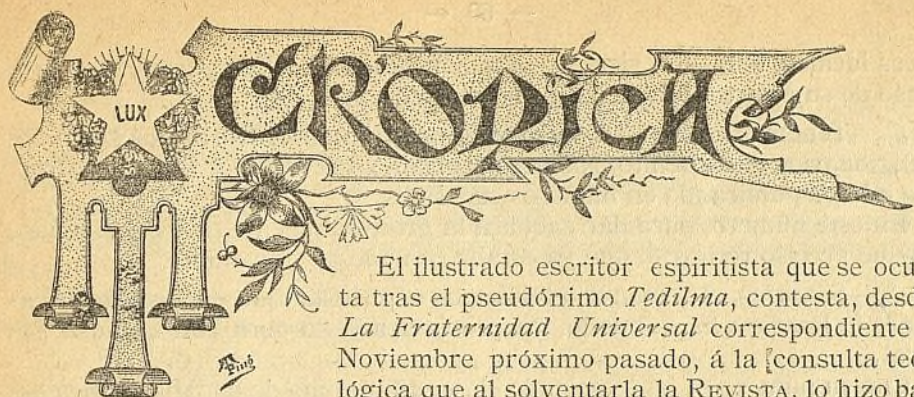 LUX
CRÓNICA
El ilustrado escritor espiritista que se ocul
ta tras el pseudónimo Tedilma, contesta, desd
La Fraternidad Universal correspondiente
Noviembre próximo pasado, á la consulta teo
lógica que al solventarla la REVISTA, lo hizo ba